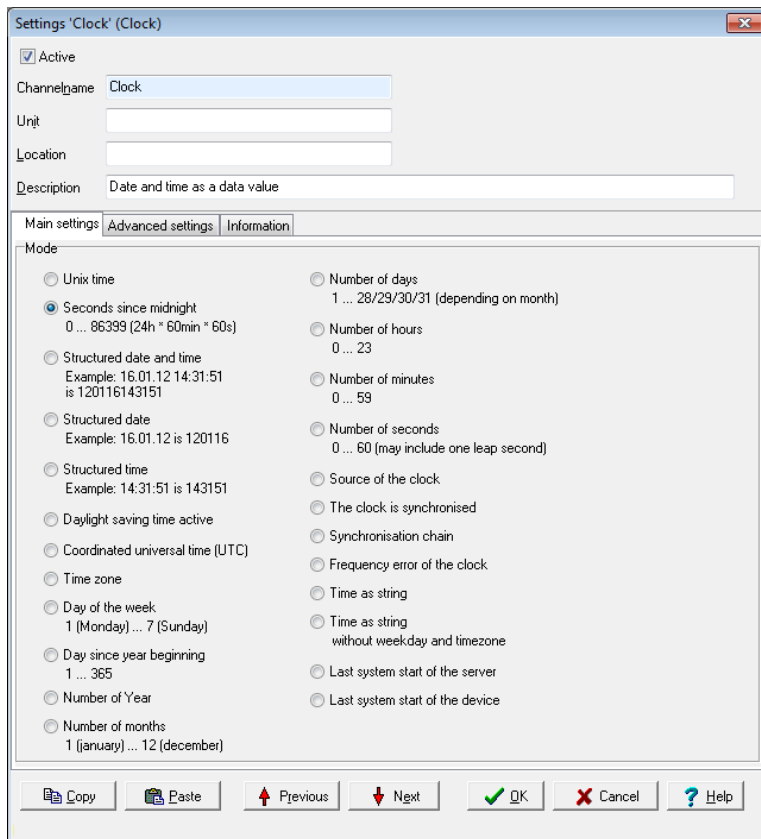 Settings 'Clock' (Clock)
Active
Channelname Clock
Unit
Location
Description Date and time as a data value
Main settings Advanced settings Information
Mode
Unix time
Seconds since midnight
0 ... 86399 (24h * 60min * 60s)
Structured date and time
Example: 16.01.12 14:31:51
is 120116143151
Structured date
Example: 16.01.12 is 120116
Structured time
Example: 14:31:51 is 143151
Daylight saving time active
Coordinated universal time (UTC)
Time zone
Day of the week
1 (Monday) ... 7 (Sunday)
Day since year beginning
1 ... 365
Number of Year
Number of months
1 (january) ... 12 (december)
Number of days
1 ... 28/29/30/31 (depending on month)
Number of hours
0 ... 23
Number of minutes
0 ... 59
Number of seconds
0 ... 60 (may include one leap second)
Source of the clock
The clock is synchronised
Synchronisation chain
Frequency error of the clock
Time as string
Time as string
without weekday and timezone
Last system start of the server
Last system start of the device
Copy Paste Previous Next OK Cancel Help